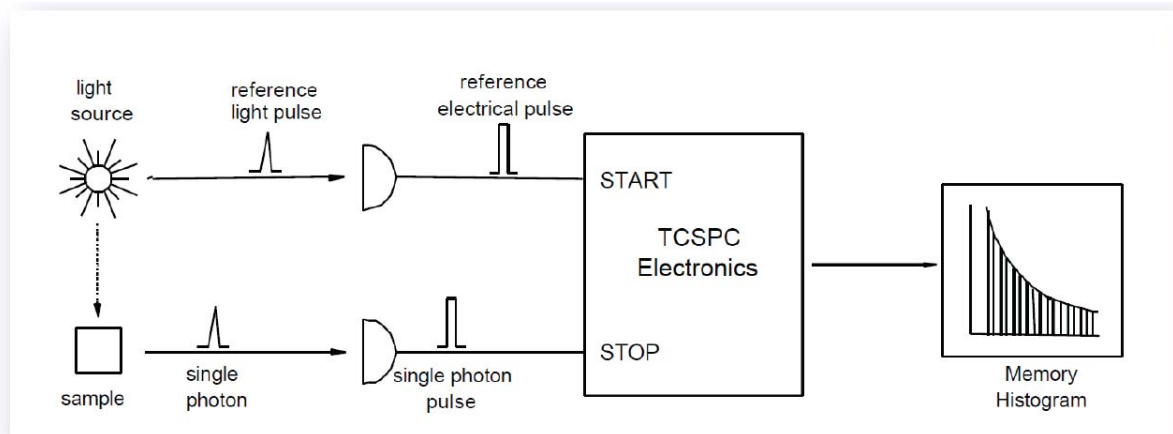 light
source
reference
light pulse
reference
electrical pulse
START
TCSPC
Electronics
STOP
sample
single
photon
single photon
pulse
Memory
Histogram